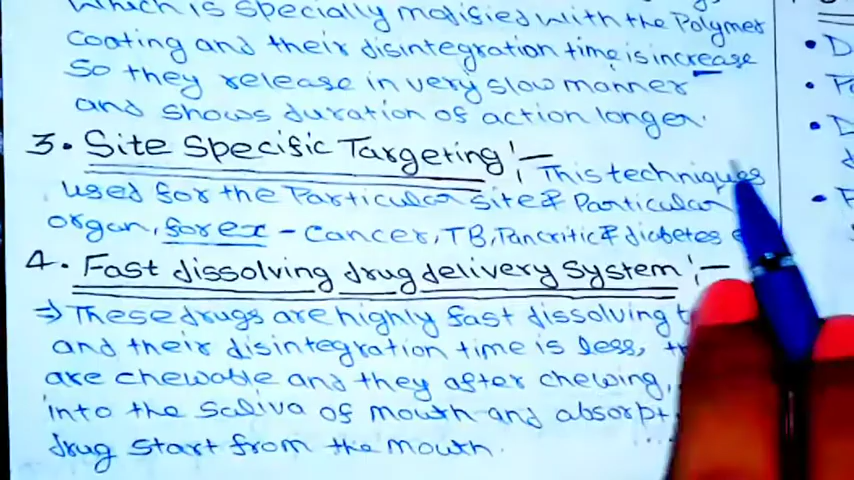 which is specially modified with the Polymer
coating and their disintegration time is increase
So they release in very slow manner
and shows duration of action longer.
3. Site Specific Targeting :- This techniques
used for the Particular site & Particular
organ, for ex - Cancer, TB, Pancritic & diabetes
4. Fast dissolving drug delivery System :-
⇒ These drugs are highly fast dissolving
and their disintegration time is less,
are chewable and they after chewing,
into the Saliva of mouth and absorpt
drug start from the mouth.